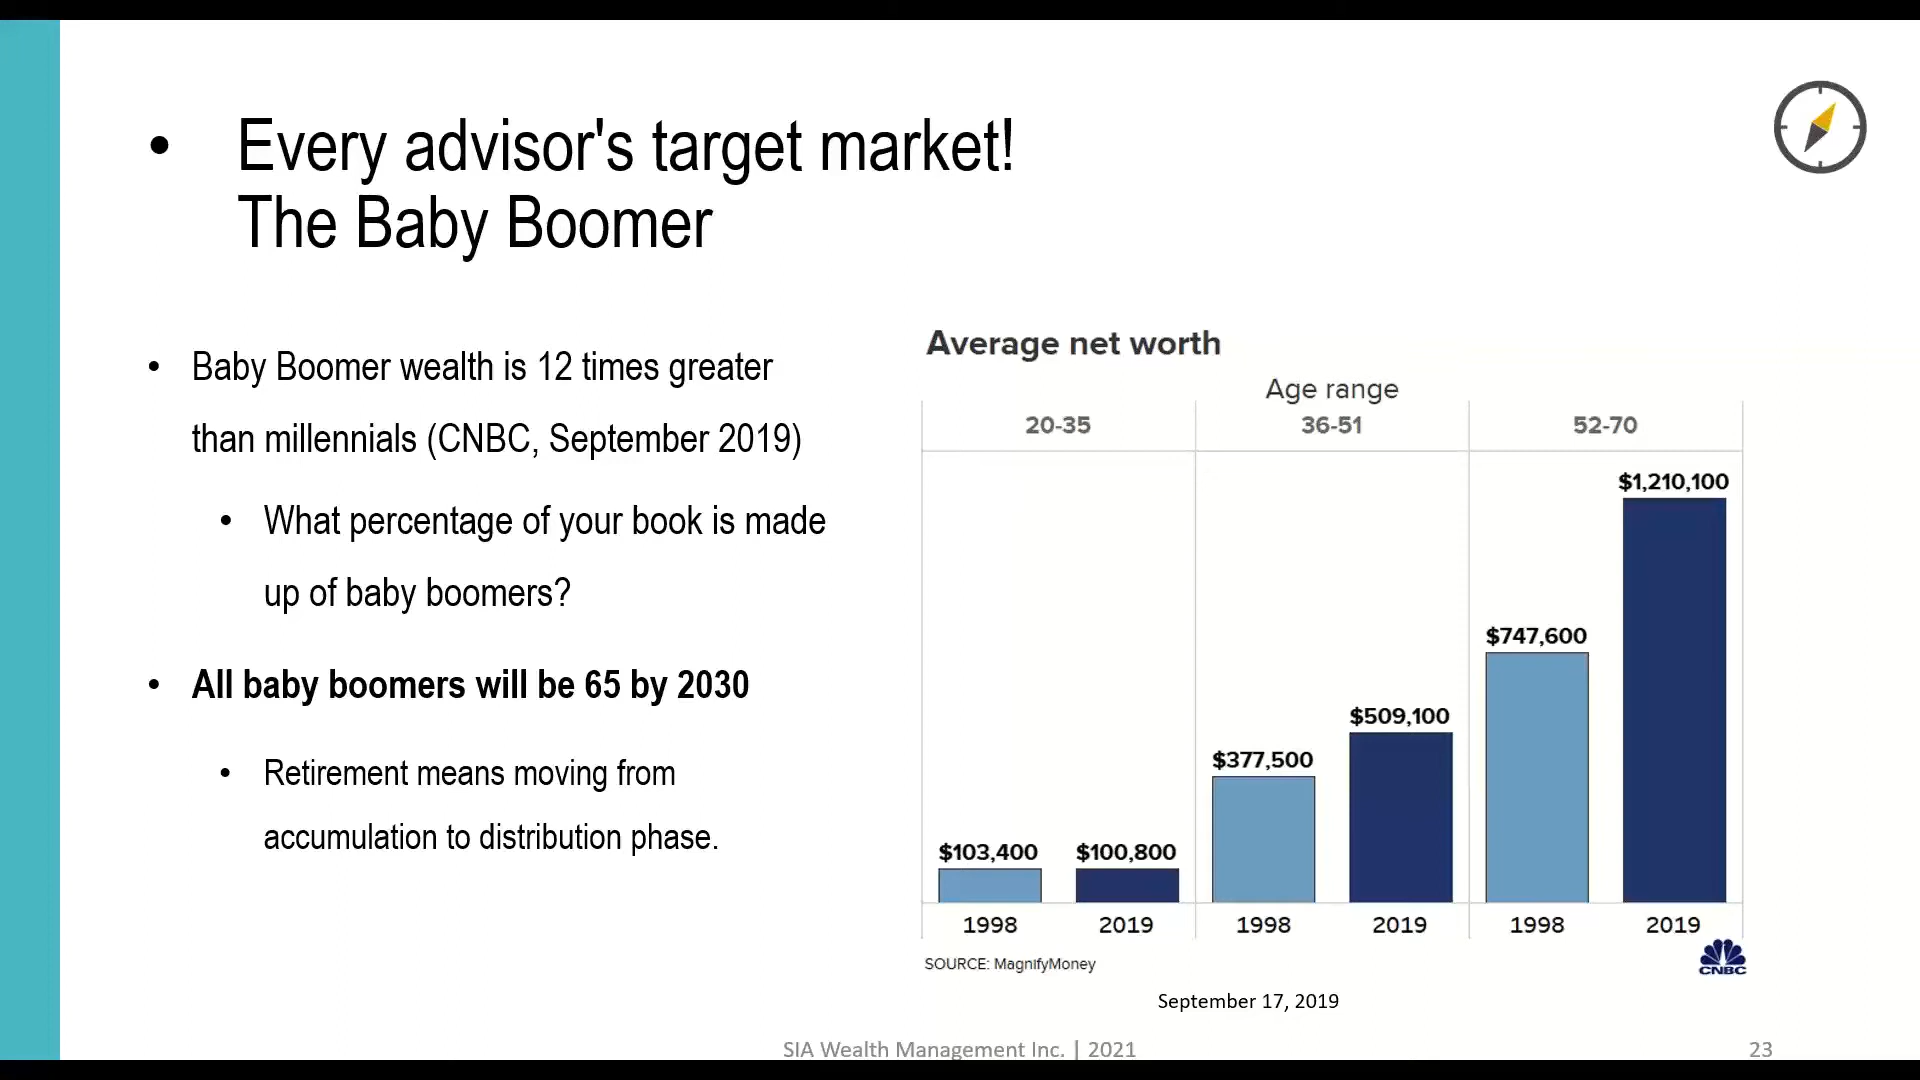 • Every advisor's target market!
The Baby Boomer
• Baby Boomer wealth is 12 times greater
than millennials (CNBC, September 2019)
• What percentage of your book is made
up of baby boomers?
• All baby boomers will be 65 by 2030
• Retirement means moving from
accumulation to distribution phase.
Average net worth
Age range
20-35 36-51 52-70
$1,210,100
$747,600
$509,100
$377,500
$103,400 $100,800
1998 2019 1998 2019 1998 2019
SOURCE: MagnifyMoney
CNBC
September 17, 2019
SIA Wealth Management Inc. | 2021
23